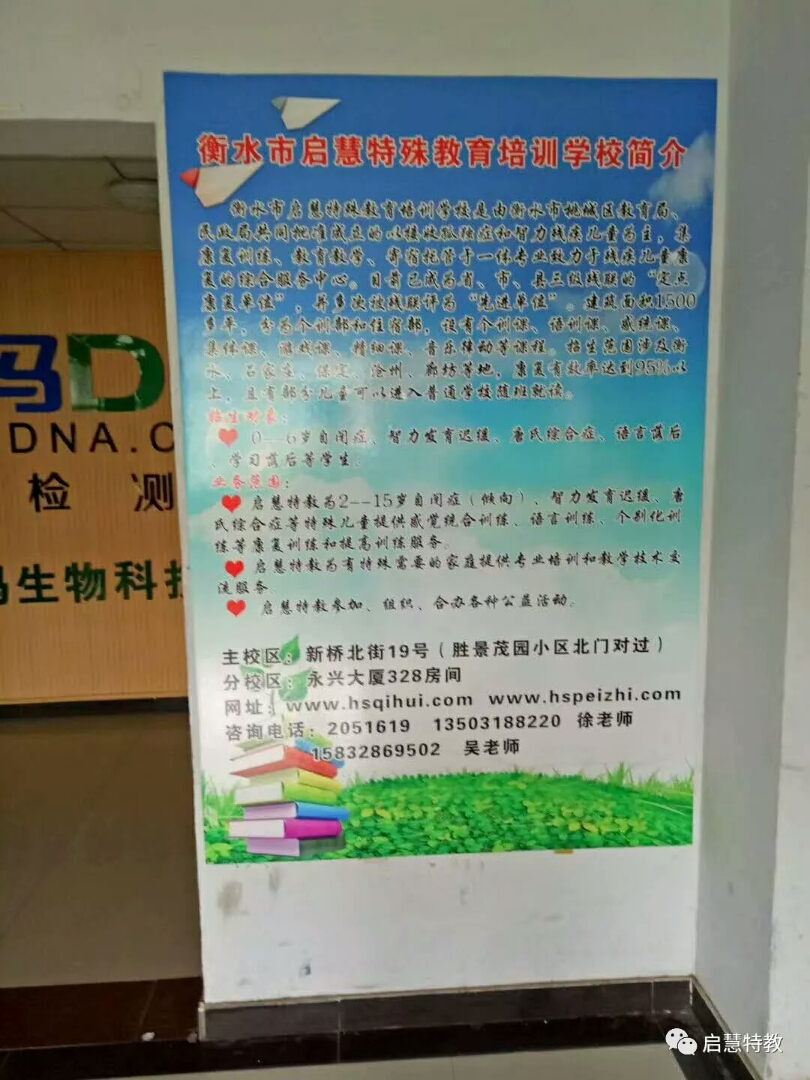 衡水市启慧特殊教育培训学校简介
衡水市启慧特殊教育培训学校是由衡水市桃城区教育局、
民政局共同批准成立的以接收孤独症和智力残疾儿童为主，集
康复训练、教育教学、寄宿托管于一体专业致力于残疾儿童康
复的综合服务中心。目前已成为省、市、县三级残联的“定点
康复单位”，并多次被残联评为“先进单位”。建筑面积1500
多平，分为个训部和住宿部，设有个训课、语训课、感统课、
集体课、游戏课、精细课、音乐律动等课程。招生范围涉及衡
水、石家庄、保定、沧州、廊坊等地，康复有效率达到95%以
上，且有部分儿童可以进入普通学校随班就读。
招生对象：
0--6岁自闭症、智力发育迟缓、唐氏综合症、语言落后
、学习落后等学生。
业务范围：
启慧特教为2--15岁自闭症（倾向）、智力发育迟缓、唐
氏综合症等特殊儿童提供感觉统合训练、语言训练、个别化训
练等康复训练和提高训练服务。
启慧特教为有特殊需要的家庭提供专业培训和教学技术交
流服务。
启慧特教参加、组织、合办各种公益活动。
主校区：新桥北街19号（胜景茂园小区北门对过）
分校区：永兴大厦328房间
网址：www.hsqihui.com www.hspeizhi.com
咨询电话：2051619 13503188220 徐老师
15832869502 吴老师
码D
DNA.C
检测
码生物科技
启慧特教